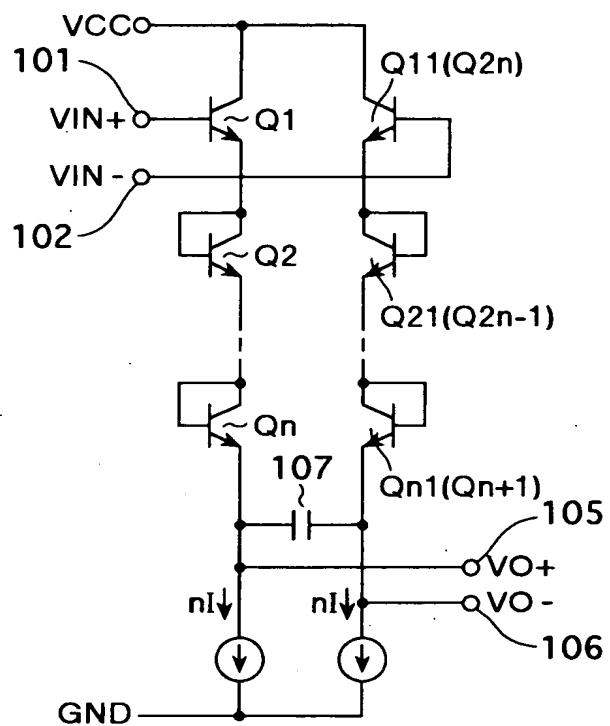 VCC
101
Q11(Q2n)
VIN+
Q1
VIN -
102
Q2
Q21(Q2n-1)
Qn
107
Qn1(Qn+1)
105
VO+
nI
nI
VO -
106
GND